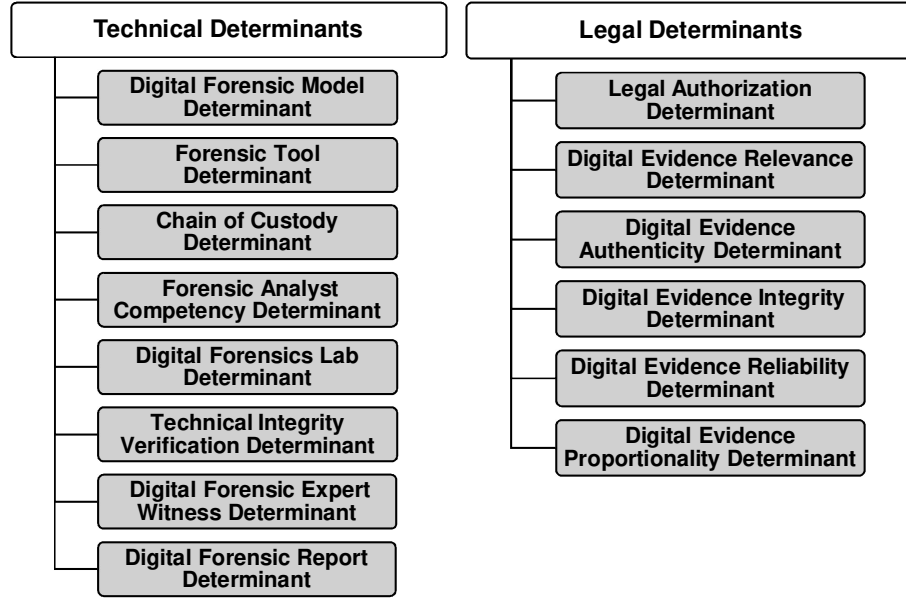 Technical Determinants
Digital Forensic Model
Determinant
Forensic Tool
Determinant
Chain of Custody
Determinant
Forensic Analyst
Competency Determinant
Digital Forensics Lab
Determinant
Technical Integrity
Verification Determinant
Digital Forensic Expert
Witness Determinant
Digital Forensic Report
Determinant
Legal Determinants
Legal Authorization
Determinant
Digital Evidence Relevance
Determinant
Digital Evidence
Authenticity Determinant
Digital Evidence Integrity
Determinant
Digital Evidence Reliability
Determinant
Digital Evidence
Proportionality Determinant